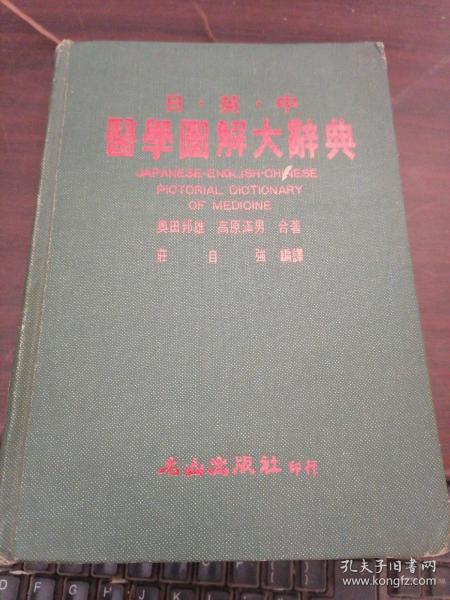 日·英·中
醫學圖解大辭典
JAPANESE-ENGLISH-CHINESE
PICTORIAL DICTIONARY
OF MEDICINE
奧田邦雄 高原滿男 合著
莊自強 編譯
名山出版社 印行
孔夫子旧书网
www.kongfz.com